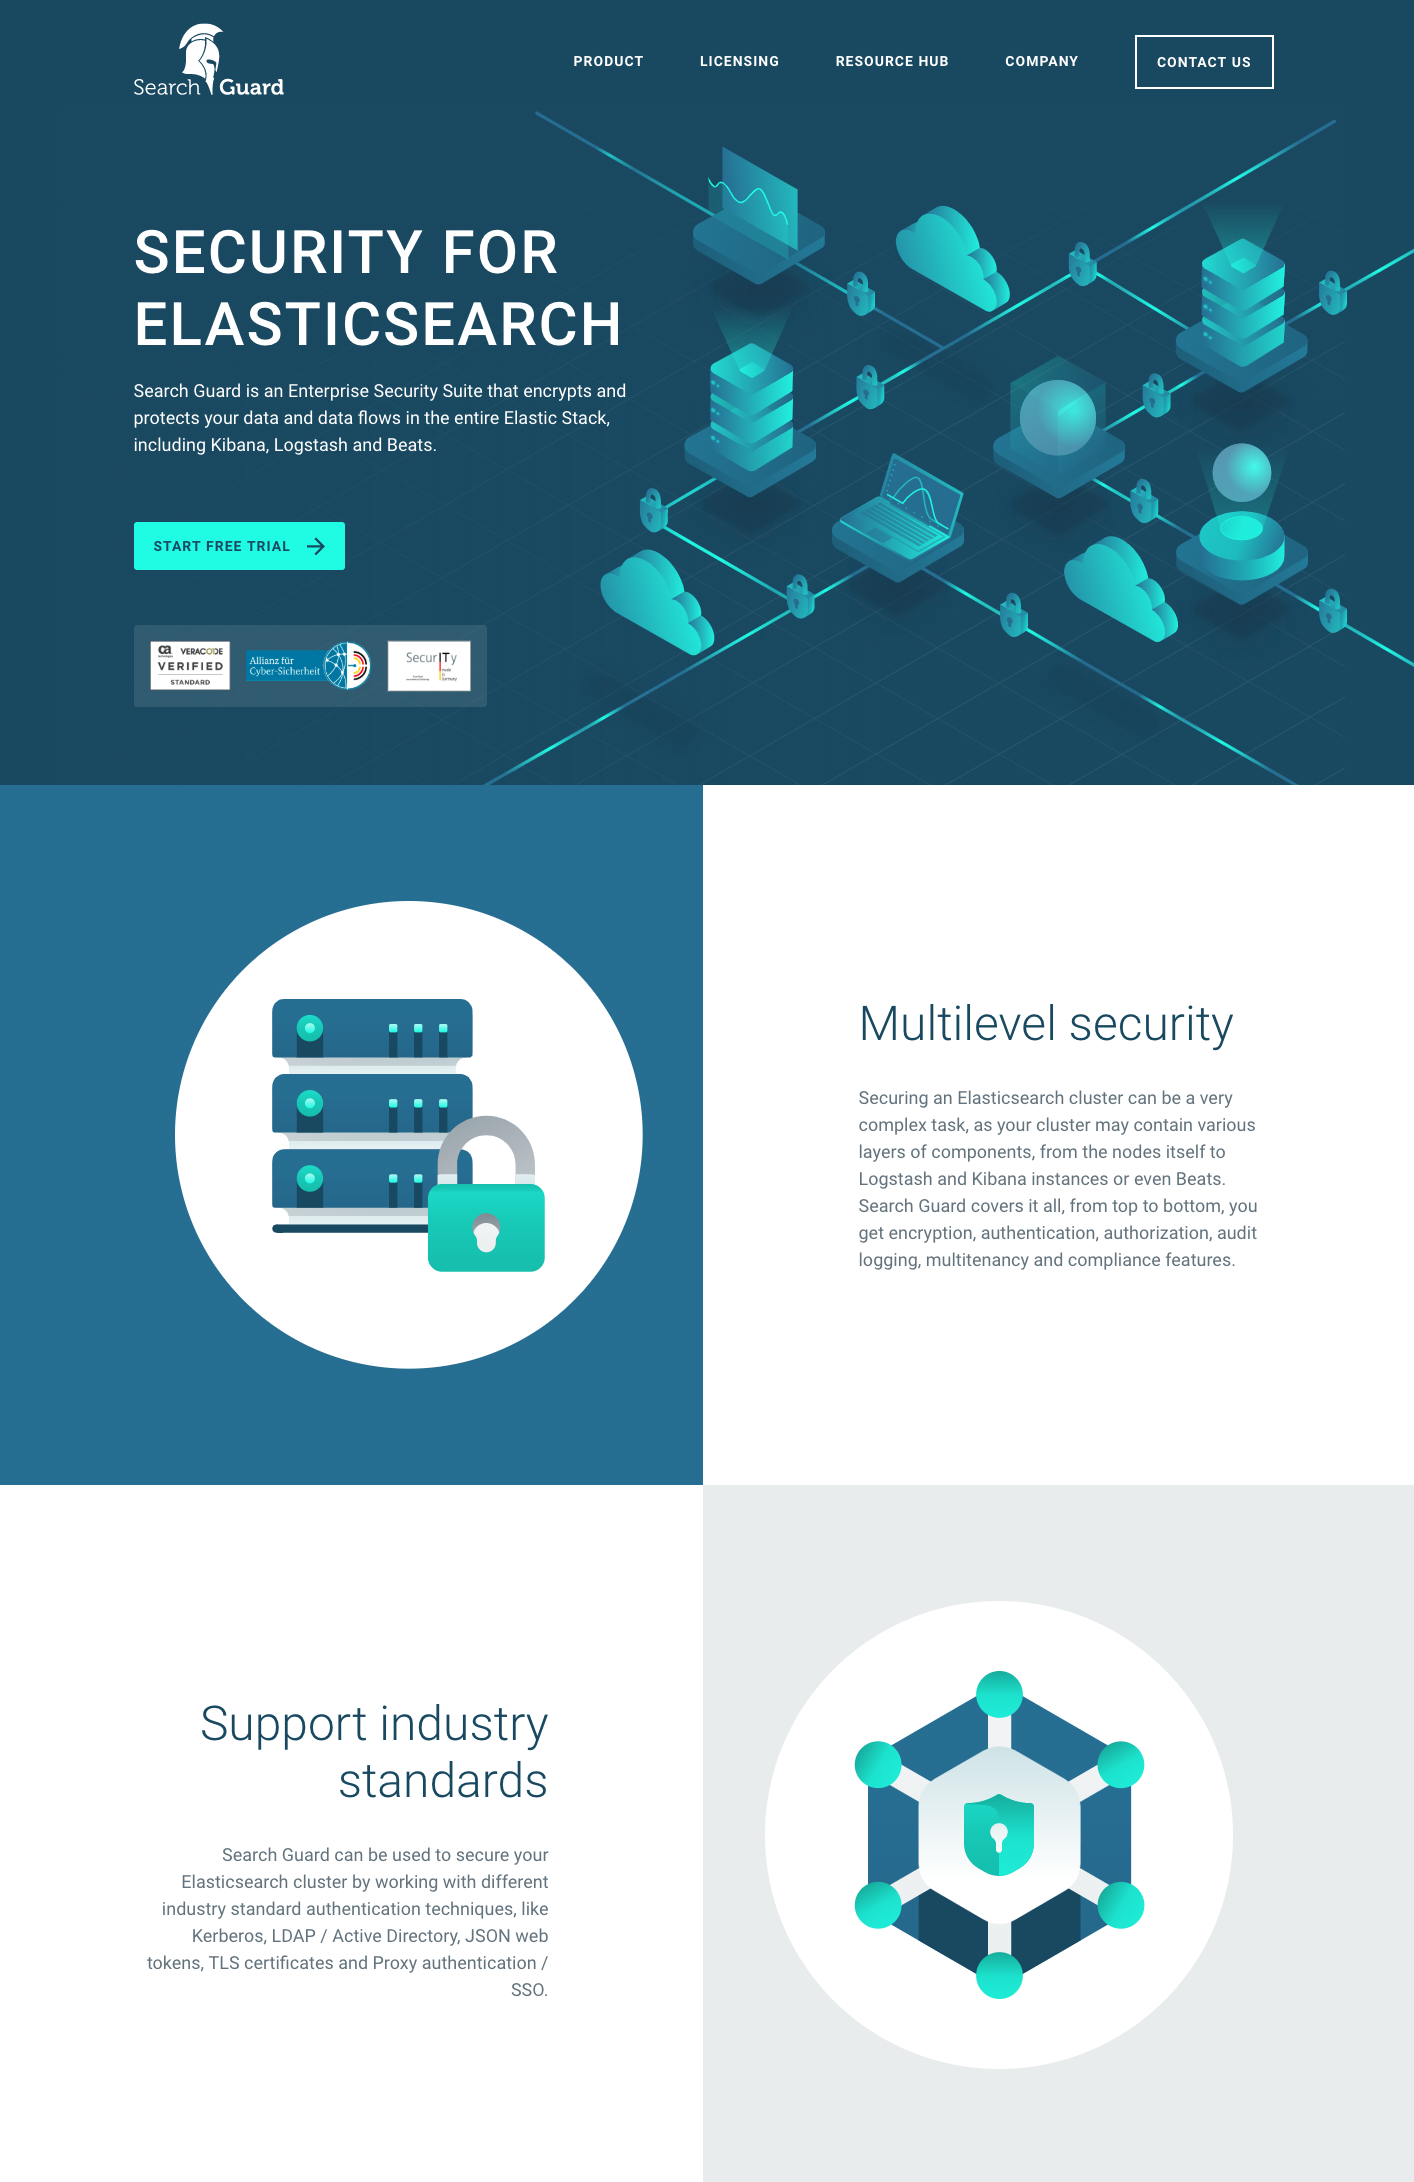 Search Guard
PRODUCT
LICENSING
RESOURCE HUB
COMPANY
CONTACT US
SECURITY FOR
ELASTICSEARCH
Search Guard is an Enterprise Security Suite that encrypts and
protects your data and data flows in the entire Elastic Stack,
including Kibana, Logstash and Beats.
START FREE TRIAL
ca VERACODE
technologies
VERIFIED
STANDARD
Allianz für
Cyber-Sicherheit
SecurITy
made
in
Germany
Multilevel security
Securing an Elasticsearch cluster can be a very
complex task, as your cluster may contain various
layers of components, from the nodes itself to
Logstash and Kibana instances or even Beats.
Search Guard covers it all, from top to bottom, you
get encryption, authentication, authorization, audit
logging, multitenancy and compliance features.
Support industry
standards
Search Guard can be used to secure your
Elasticsearch cluster by working with different
industry standard authentication techniques, like
Kerberos, LDAP / Active Directory, JSON web
tokens, TLS certificates and Proxy authentication /
SSO.